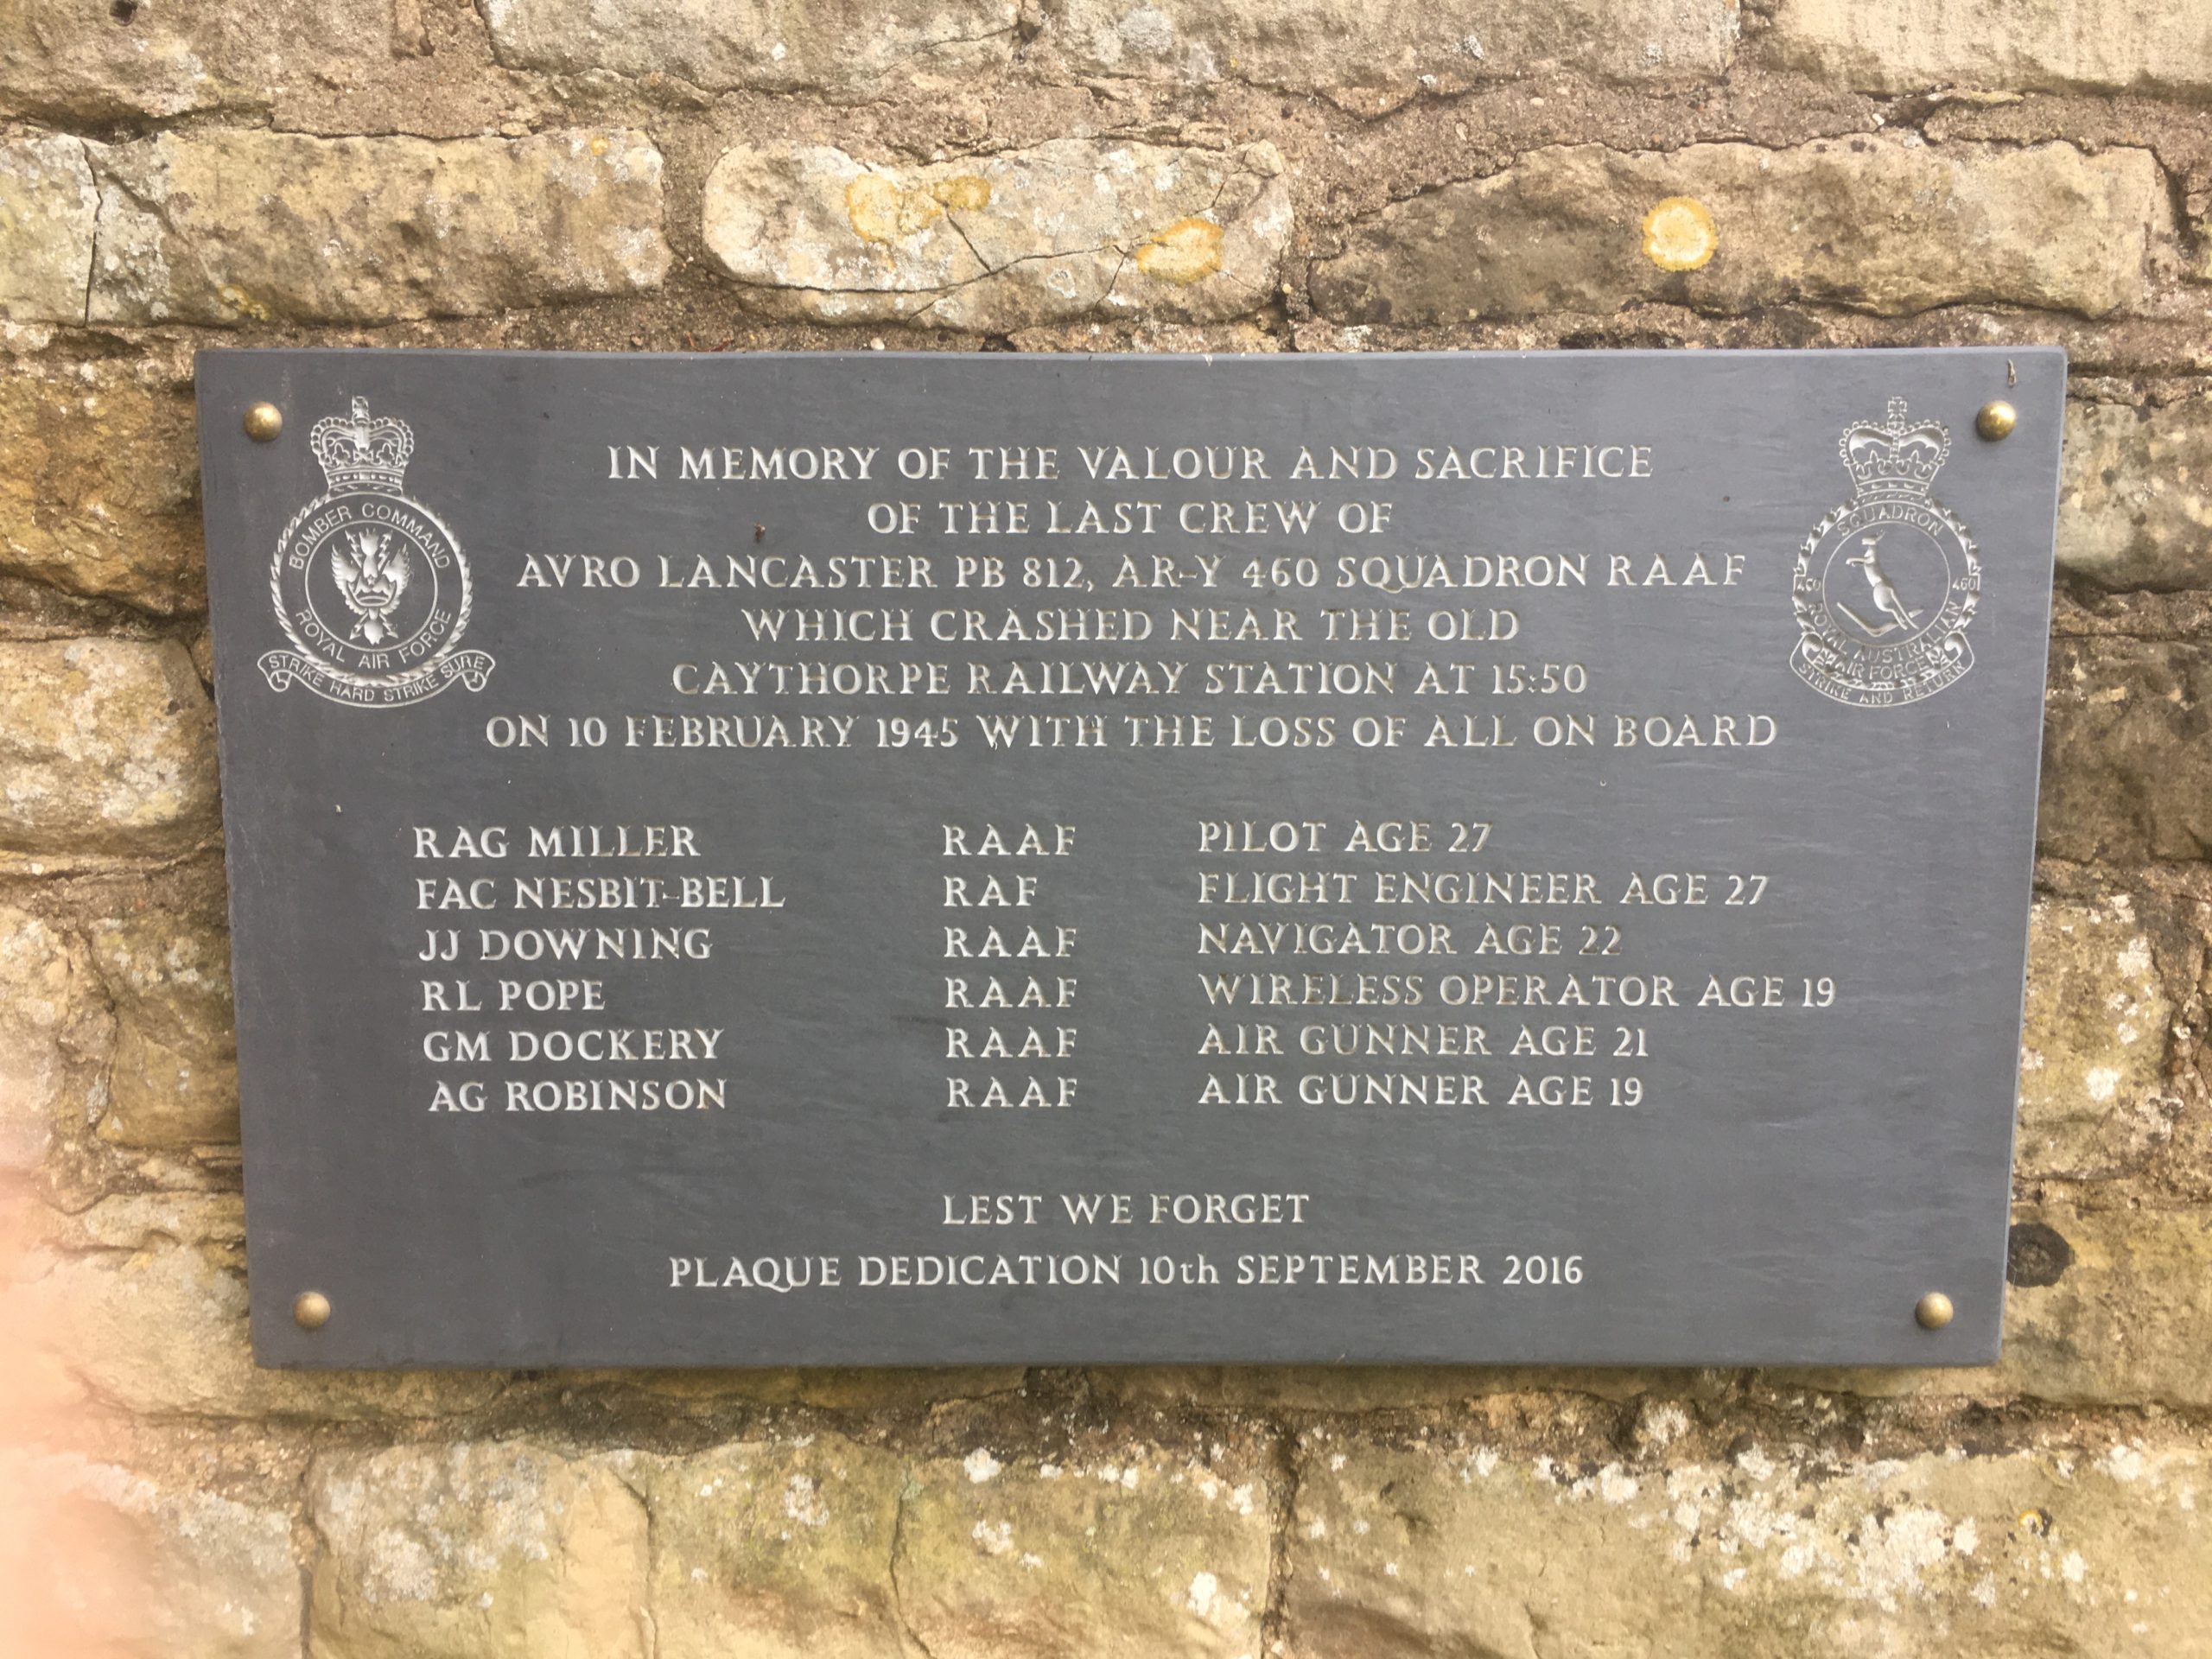 BOMBER COMMAND
ROYAL AIR FORCE
STRIKE HARD STRIKE SURE
SQUADRON
460
ROYAL AUSTRALIAN
AIR FORCE
STRIKE AND RETURN
IN MEMORY OF THE VALOUR AND SACRIFICE
OF THE LAST CREW OF
AVRO LANCASTER PB 812, AR-Y 460 SQUADRON RAAF
WHICH CRASHED NEAR THE OLD
CAYTHORPE RAILWAY STATION AT 15:50
ON 10 FEBRUARY 1945 WITH THE LOSS OF ALL ON BOARD
RAG MILLER RAAF PILOT AGE 27
FAC NESBIT-BELL RAF FLIGHT ENGINEER AGE 27
JJ DOWNING RAAF NAVIGATOR AGE 22
RL POPE RAAF WIRELESS OPERATOR AGE 19
GM DOCKERY RAAF AIR GUNNER AGE 21
AG ROBINSON RAAF AIR GUNNER AGE 19
LEST WE FORGET
PLAQUE DEDICATION 10th SEPTEMBER 2016